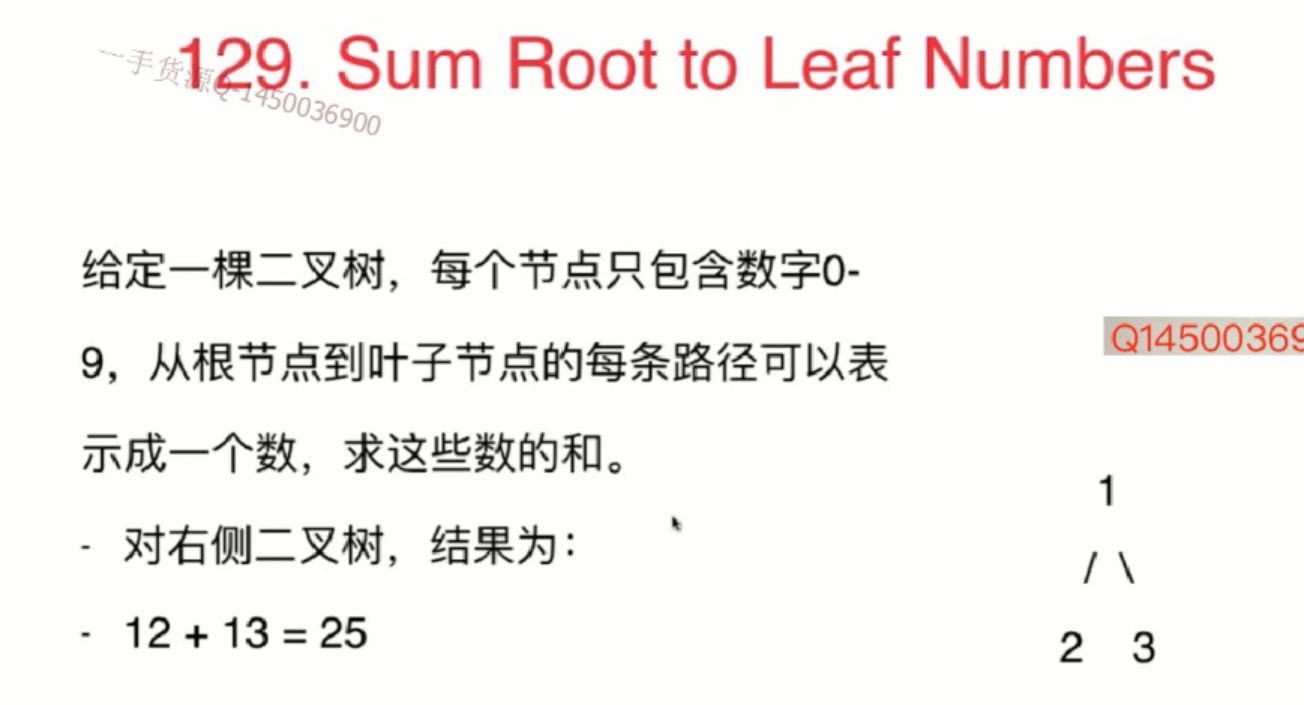 129. Sum Root to Leaf Numbers
一手货源Q-1450036900
给定一棵二叉树，每个节点只包含数字0-
9，从根节点到叶子节点的每条路径可以表
示成一个数，求这些数的和。
Q14500369
- 对右侧二叉树，结果为：
- 12 + 13 = 25
1
/ \
2 3